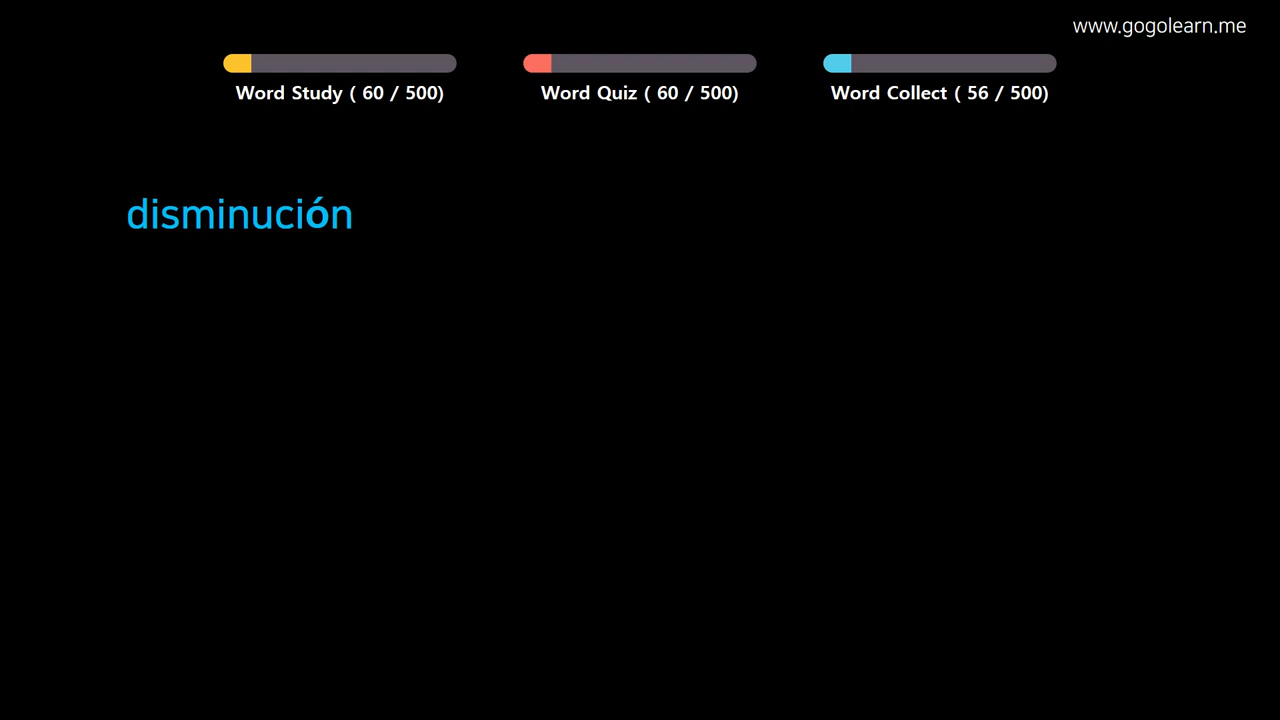 www.gogolearn.me
Word Study ( 60 / 500)
Word Quiz ( 60 / 500)
Word Collect ( 56 / 500)
disminución